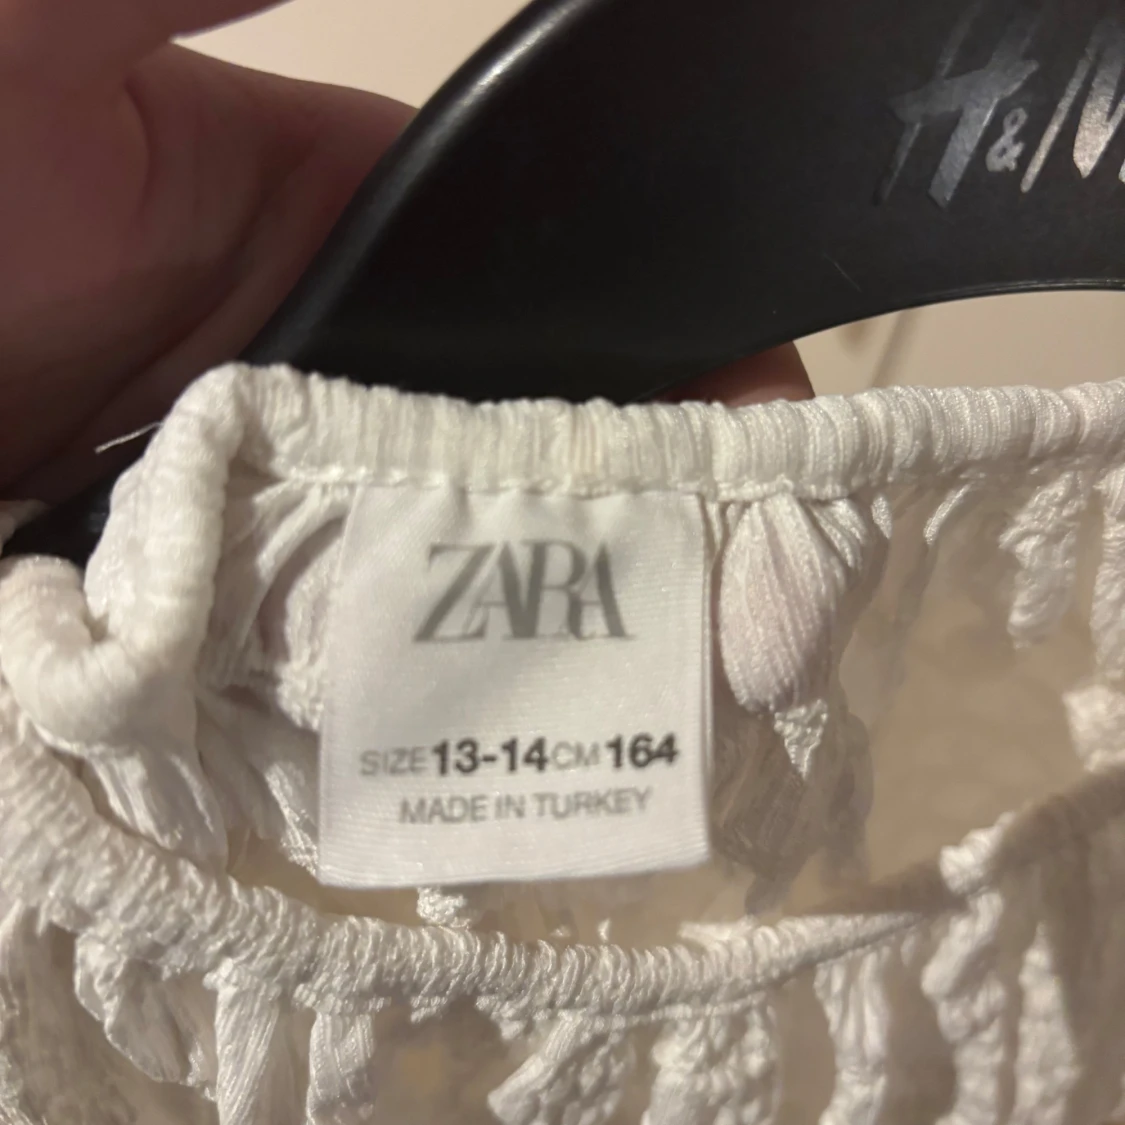 H&M
ZARA
SIZE 13-14 CM 164
MADE IN TURKEY